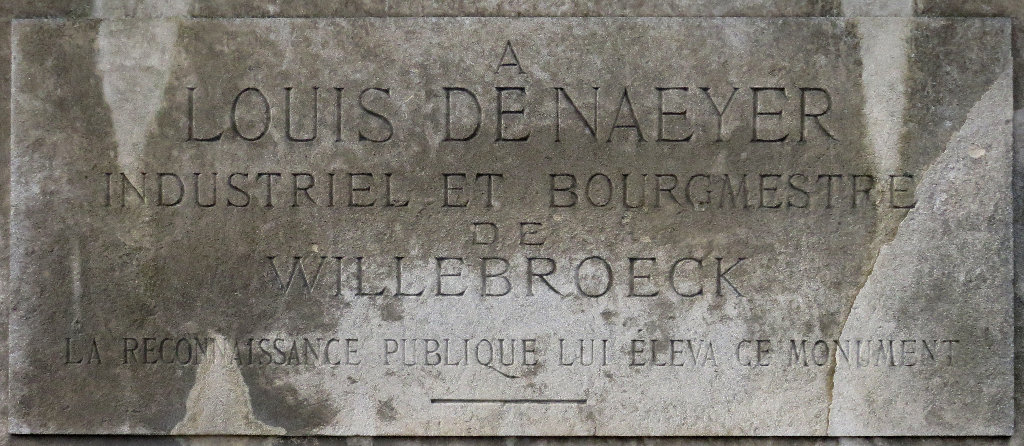 A
LOUIS DE NAEYER
INDUSTRIEL ET BOURGMESTRE
DE
WILLEBROECK
LA RECONNAISSANCE PUBLIQUE LUI ÉLEVA CE MONUMENT